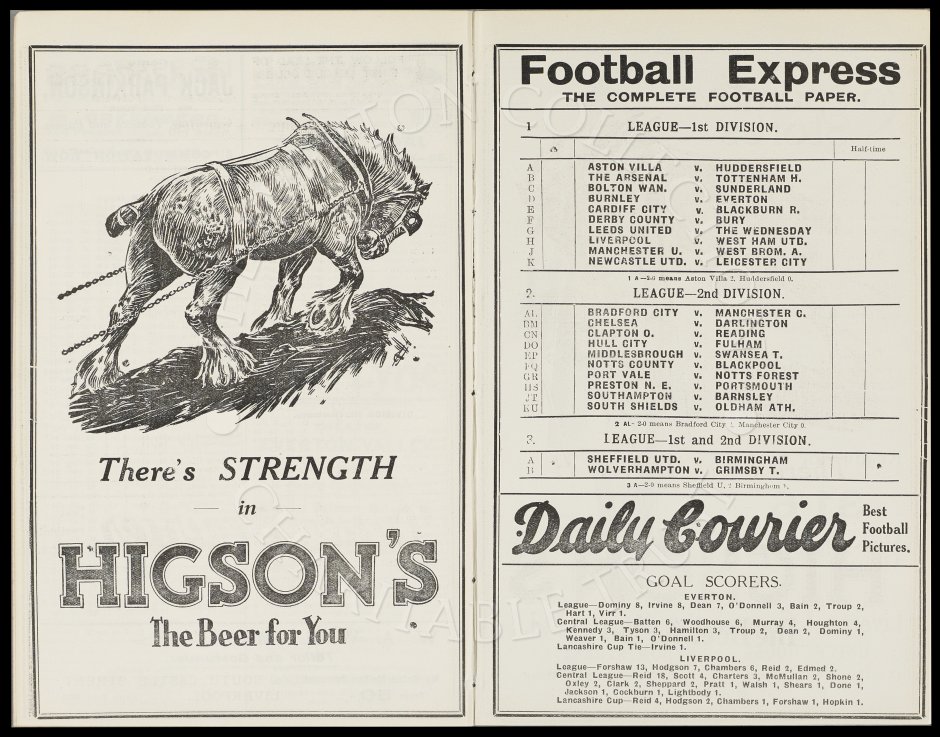 There's STRENGTH
in
HIGSON'S
The Beer for You
Football Express
THE COMPLETE FOOTBALL PAPER.
1 LEAGUE—1st DIVISION.
Half-time
A ASTON VILLA v. HUDDERSFIELD
B THE ARSENAL v. TOTTENHAM H.
C BOLTON WAN. v. SUNDERLAND
D BURNLEY v. EVERTON
E CARDIFF CITY v. BLACKBURN R.
F DERBY COUNTY v. BURY
G LEEDS UNITED v. THE WEDNESDAY
H LIVERPOOL v. WEST HAM UTD.
J MANCHESTER U. v. WEST BROM. A.
K NEWCASTLE UTD. v. LEICESTER CITY
1 A—2-0 means Aston Villa 2, Huddersfield 0.
2. LEAGUE—2nd DIVISION.
AL BRADFORD CITY v. MANCHESTER C.
BM CHELSEA v. DARLINGTON
CN CLAPTON O. v. READING
DO HULL CITY v. FULHAM
EP MIDDLESBROUGH v. SWANSEA T.
FQ NOTTS COUNTY v. BLACKPOOL
GR PORT VALE v. NOTTS FOREST
HS PRESTON N. E. v. PORTSMOUTH
JT SOUTHAMPTON v. BARNSLEY
KU SOUTH SHIELDS v. OLDHAM ATH.
2 AL- 2-0 means Bradford City 2 Manchester City 0.
3. LEAGUE—1st and 2nd DIVISION.
A SHEFFIELD UTD. v. BIRMINGHAM
B WOLVERHAMPTON v. GRIMSBY T.
3 A—2-0 means Sheffield U, 2 Birmingham
Daily Courier
Best
Football
Pictures.
GOAL SCORERS.
EVERTON.
League—Dominy 8, Irvine 8, Dean 7, O'Donnell 3, Bain 2, Troup 2,
Hart 1, Virr 1.
Central League—Batten 6, Woodhouse 6, Murray 4, Houghton 4,
Kennedy 3, Tyson 3, Hamilton 3, Troup 2, Dean 2, Dominy 1,
Weaver 1, Bain 1, O'Donnell 1.
Lancashire Cup Tie—Irvine 1.
LIVERPOOL.
League—Forshaw 13, Hodgson 7, Chambers 6, Reid 2, Edmed 2.
Central League—Reid 18, Scott 4, Charters 3, McMullan 2, Shone 2,
Oxley 2, Clark 2, Sheppard 2, Pratt 1, Walsh 1, Shears 1, Done 1,
Jackson 1, Cockburn 1, Lightbody 1.
Lancashire Cup—Reid 4, Hodgson 2, Chambers 1, Forshaw 1, Hopkin 1.